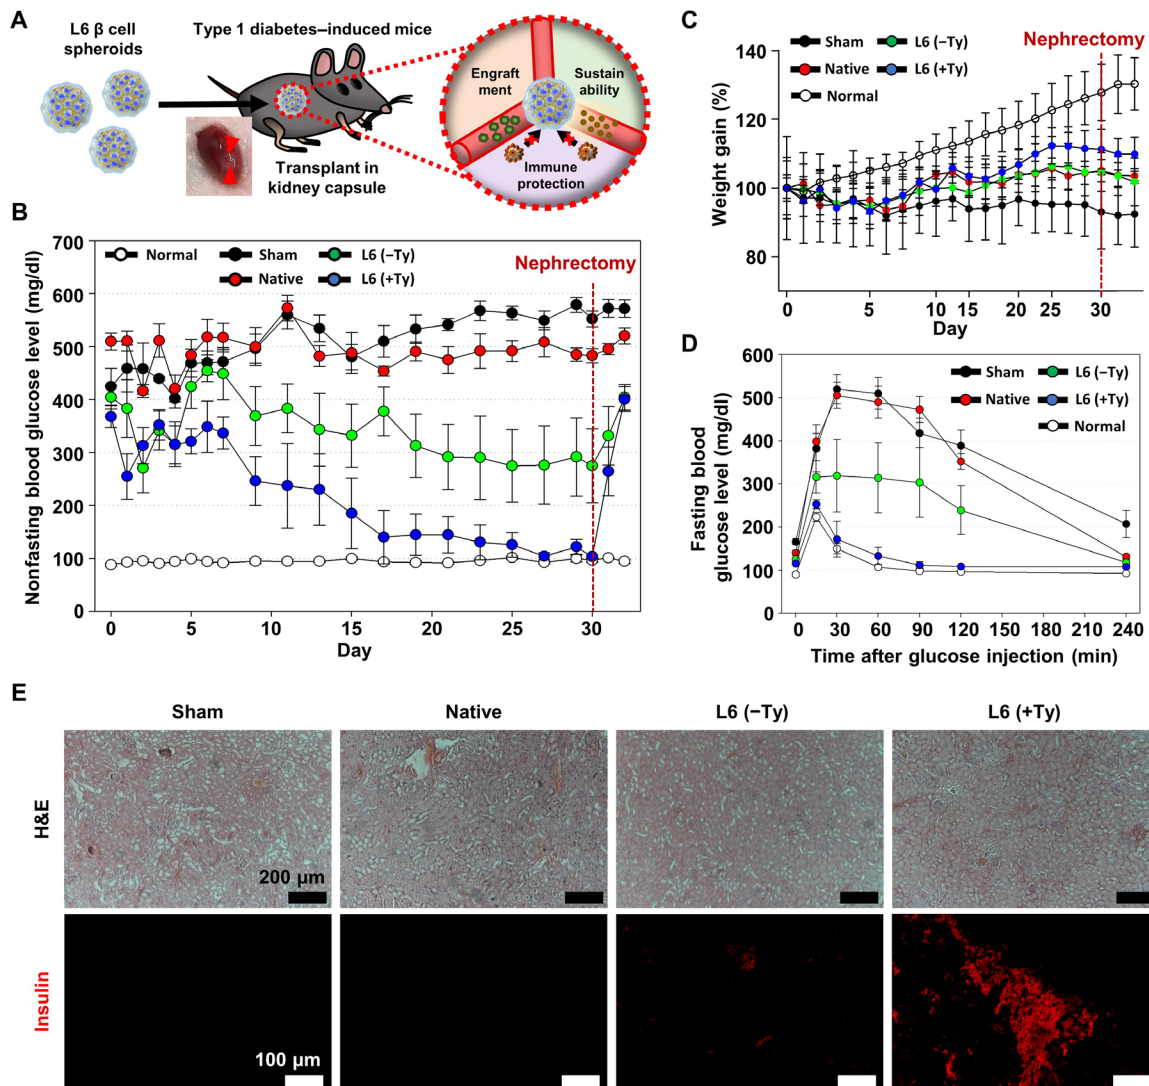 A
L6 β cell
spheroids
Type 1 diabetes–induced mice
Transplant in
kidney capsule
Engraft
ment
Sustain
ability
Immune
protection
B
Nonfasting blood glucose level (mg/dl)
700
600
500
400
300
200
100
0
Normal
Sham
L6 (−Ty)
Native
L6 (+Ty)
Nephrectomy
0
5
10
15
20
25
30
Day
C
Weight gain (%)
140
120
100
80
Sham
L6 (−Ty)
Native
L6 (+Ty)
Normal
Nephrectomy
0
5
10
15
20
25
30
Day
D
Fasting blood
glucose level (mg/dl)
600
500
400
300
200
100
0
Sham
L6 (−Ty)
Native
L6 (+Ty)
Normal
0
30
60
90
120
150
180
210
240
Time after glucose injection (min)
E
Sham
Native
L6 (−Ty)
L6 (+Ty)
H&E
200 µm
Insulin
100 µm